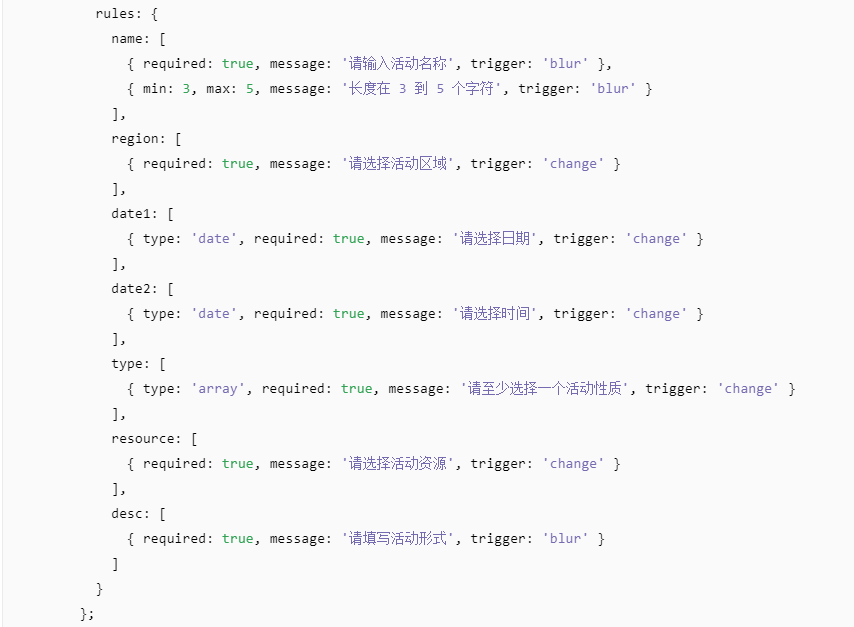 rules: {
name: [
{ required: true, message: '请输入活动名称', trigger: 'blur' },
{ min: 3, max: 5, message: '长度在 3 到 5 个字符', trigger: 'blur' }
],
region: [
{ required: true, message: '请选择活动区域', trigger: 'change' }
],
date1: [
{ type: 'date', required: true, message: '请选择日期', trigger: 'change' }
],
date2: [
{ type: 'date', required: true, message: '请选择时间', trigger: 'change' }
],
type: [
{ type: 'array', required: true, message: '请至少选择一个活动性质', trigger: 'change' }
],
resource: [
{ required: true, message: '请选择活动资源', trigger: 'change' }
],
desc: [
{ required: true, message: '请填写活动形式', trigger: 'blur' }
]
}
};